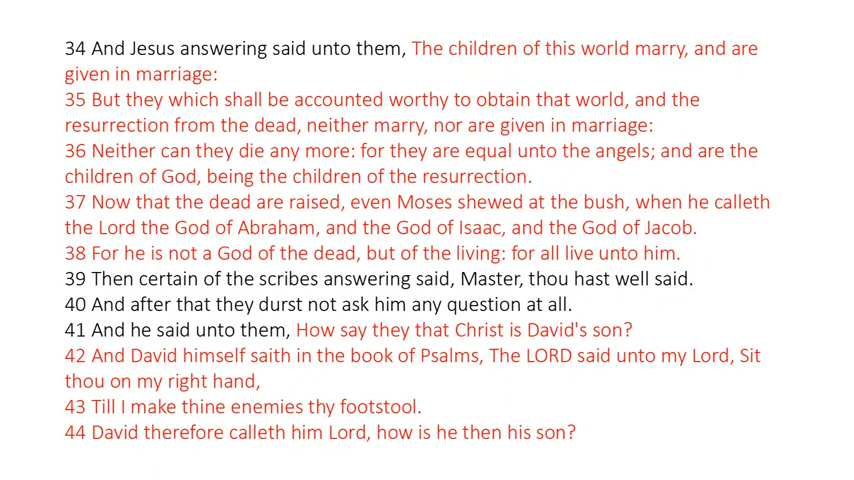 34 And Jesus answering said unto them, The children of this world marry, and are
given in marriage:
35 But they which shall be accounted worthy to obtain that world, and the
resurrection from the dead, neither marry, nor are given in marriage:
36 Neither can they die any more: for they are equal unto the angels; and are the
children of God, being the children of the resurrection.
37 Now that the dead are raised, even Moses shewed at the bush, when he calleth
the Lord the God of Abraham, and the God of Isaac, and the God of Jacob.
38 For he is not a God of the dead, but of the living: for all live unto him.
39 Then certain of the scribes answering said, Master, thou hast well said.
40 And after that they durst not ask him any question at all.
41 And he said unto them, How say they that Christ is David's son?
42 And David himself saith in the book of Psalms, The LORD said unto my Lord, Sit
thou on my right hand,
43 Till I make thine enemies thy footstool.
44 David therefore calleth him Lord, how is he then his son?